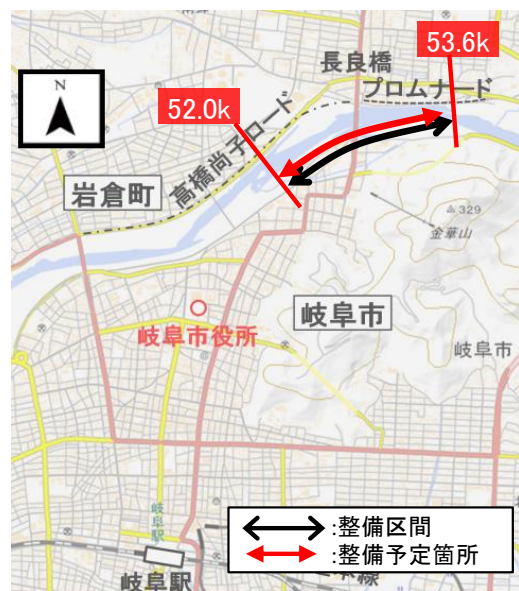 53.6k
長良橋
プロムナード
N
52.0k
高橋尚子ロード
岩倉町
329
金華山
岐阜市
岐阜市役所
岐阜市
岐阜駅
:整備区間
:整備予定箇所
岐阜駅
本線